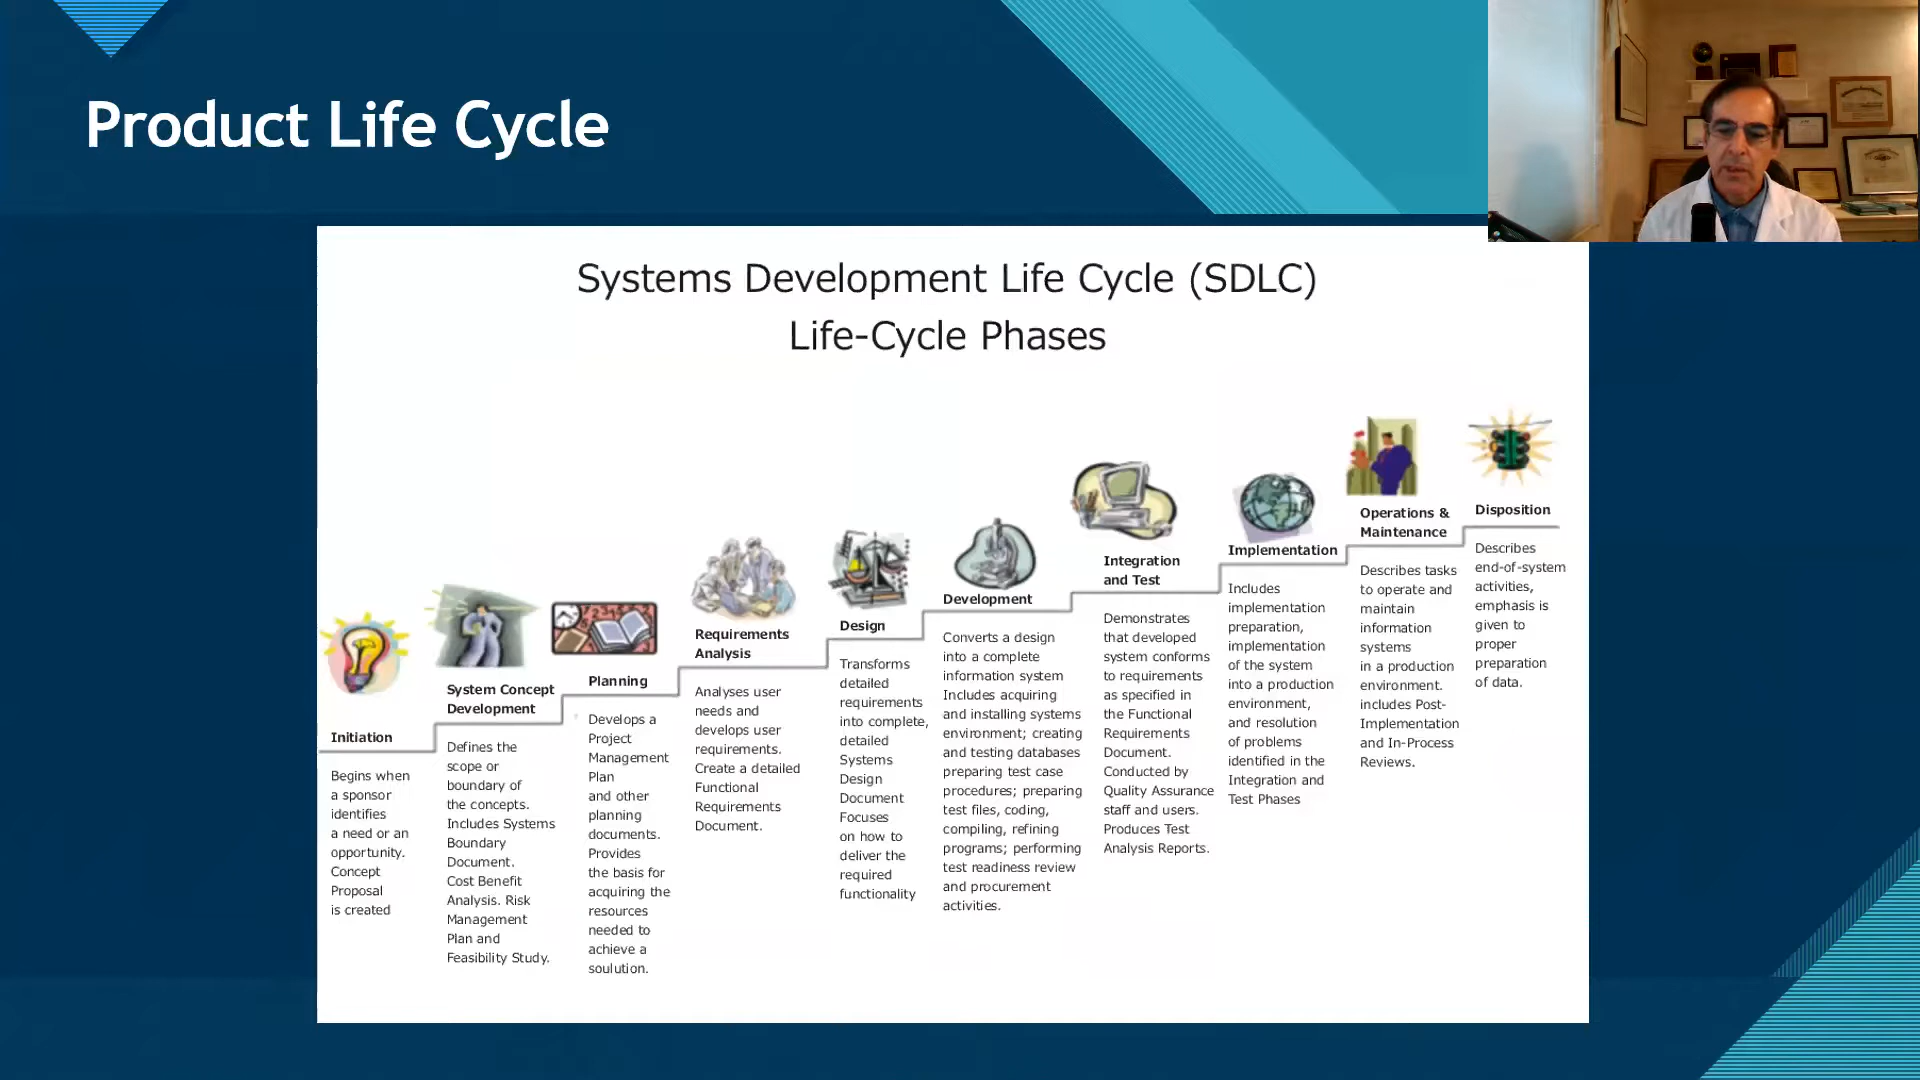 Product Life Cycle
Systems Development Life Cycle (SDLC)
Life-Cycle Phases
Initiation
Begins when
a sponsor
identifies
a need or an
opportunity.
Concept
Proposal
is created
System Concept
Development
Defines the
scope or
boundary of
the concepts.
Includes Systems
Boundary
Document.
Cost Benefit
Analysis. Risk
Management
Plan and
Feasibility Study.
Planning
Develops a
Project
Management
Plan
and other
planning
documents.
Provides
the basis for
acquiring the
resources
needed to
achieve a
soulution.
Requirements
Analysis
Analyses user
needs and
develops user
requirements.
Create a detailed
Functional
Requirements
Document.
Design
Transforms
detailed
requirements
into complete,
detailed
Systems
Design
Document
Focuses
on how to
deliver the
required
functionality
Development
Converts a design
into a complete
information system
Includes acquiring
and installing systems
environment; creating
and testing databases
preparing test case
procedures; preparing
test files, coding,
compiling, refining
programs; performing
test readiness review
and procurement
activities.
Integration
and Test
Demonstrates
that developed
system conforms
to requirements
as specified in
the Functional
Requirements
Document.
Conducted by
Quality Assurance
staff and users.
Produces Test
Analysis Reports.
Implementation
Includes
implementation
preparation,
implementation
of the system
into a production
environment,
and resolution
of problems
identified in the
Integration and
Test Phases
Operations &
Maintenance
Describes tasks
to operate and
maintain
information
systems
in a production
environment.
includes Post-
Implementation
and In-Process
Reviews.
Disposition
Describes
end-of-system
activities,
emphasis is
given to
proper
preparation
of data.